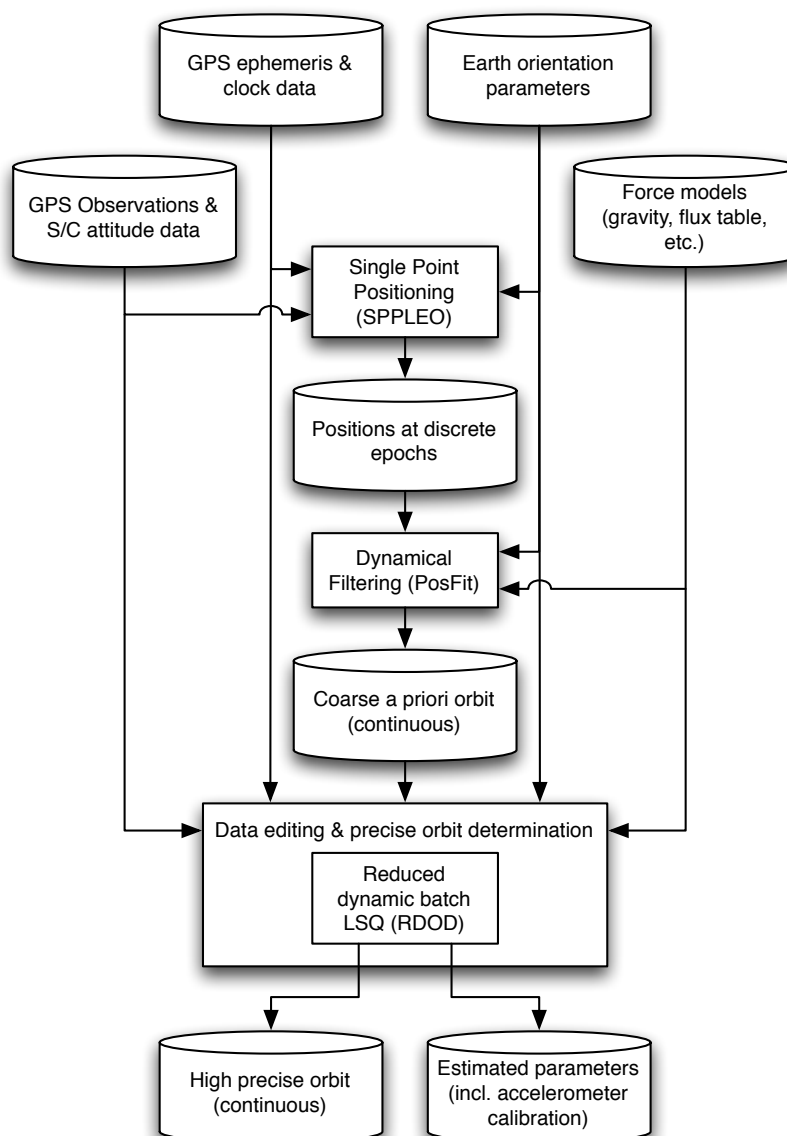 GPS ephemeris &
clock data
Earth orientation
parameters
GPS Observations &
S/C attitude data
Force models
(gravity, flux table,
etc.)
Single Point
Positioning
(SPPLEO)
Positions at discrete
epochs
Dynamical
Filtering (PosFit)
Coarse a priori orbit
(continuous)
Data editing & precise orbit determination
Reduced
dynamic batch
LSQ (RDOD)
High precise orbit
(continuous)
Estimated parameters
(incl. accelerometer
calibration)